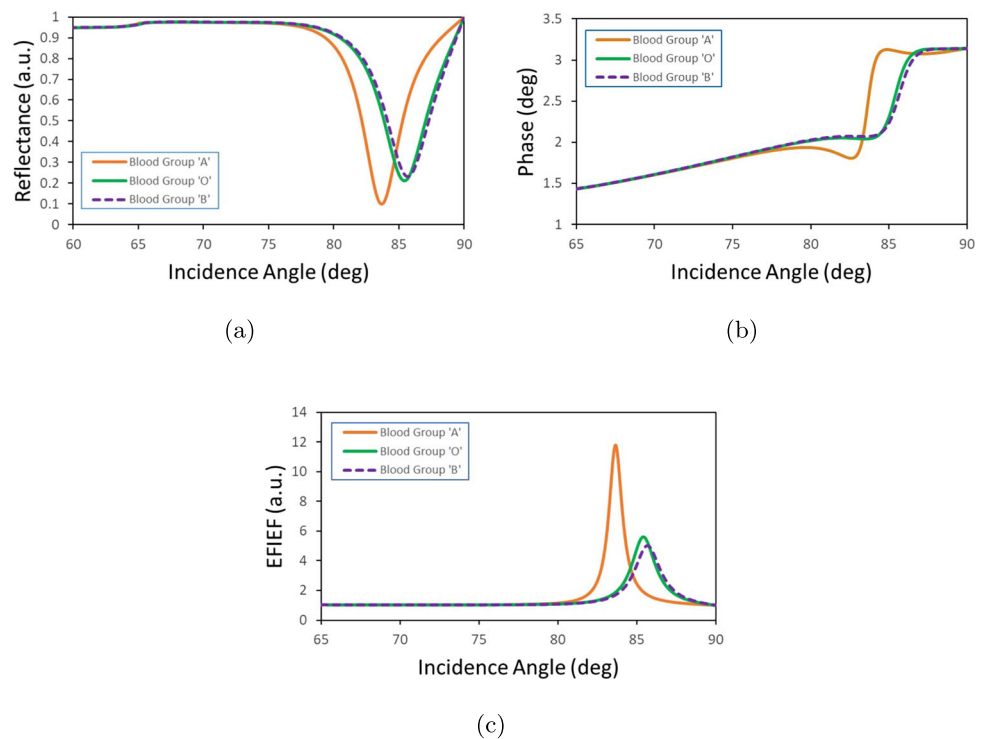 Reflectance (a.u.)
1
0.9
0.8
0.7
0.6
0.5
0.4
0.3
0.2
0.1
0
Blood Group 'A'
Blood Group 'O'
Blood Group 'B'
60 65 70 75 80 85 90
Incidence Angle (deg)
(a)
Phase (deg)
3.5
3
2.5
2
1.5
1
Blood Group 'A'
Blood Group 'O'
Blood Group 'B'
65 70 75 80 85 90
Incidence Angle (deg)
(b)
EFIEF (a.u.)
14
12
10
8
6
4
2
0
Blood Group 'A'
Blood Group 'O'
Blood Group 'B'
65 70 75 80 85 90
Incidence Angle (deg)
(c)